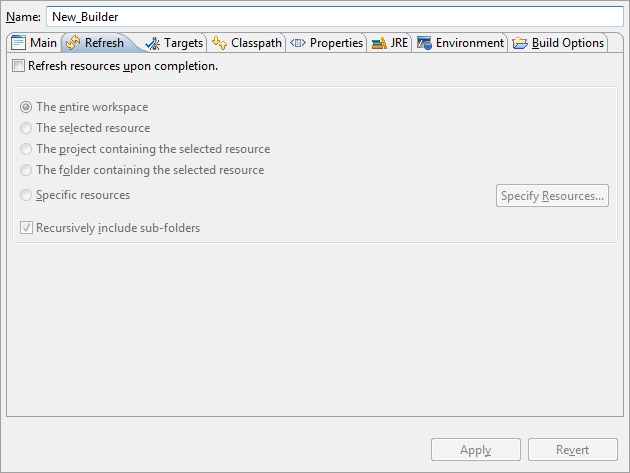 Name: New_Builder
Main Refresh Targets Classpath Properties JRE Environment Build Options
Refresh resources upon completion.
The entire workspace
The selected resource
The project containing the selected resource
The folder containing the selected resource
Specific resources Specify Resources...
Recursively include sub-folders
Apply Revert